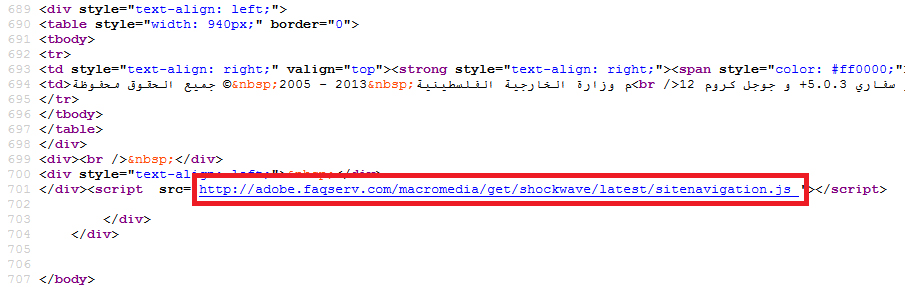 689 <div style="text-align: left;">
690 <table style="width: 940px;" border="0">
691 <tbody>
692 <tr>
693 <td style="text-align: right;" valign="top"><strong style="text-align: right;"><span style="color: #ff0000;"
694 <td>جميع الحقوق محفوظة ©&nbsp;2005 - 2013&nbsp;م وزارة الخارجية الفلسطينية<br /> سفاري 5.0.3+ و جوجل كروم 12
695 </tr>
696 </tbody>
697 </table>
698 </div>
699 <div><br />&nbsp;</div>
700 <div style="text-align: left;">&nbsp;</div>
701 </div><script  src="http://adobe.faqserv.com/macromedia/get/shockwave/latest/sitenavigation.js "></script>
702
703 </div>
704 </div>
705
706
707 </body>